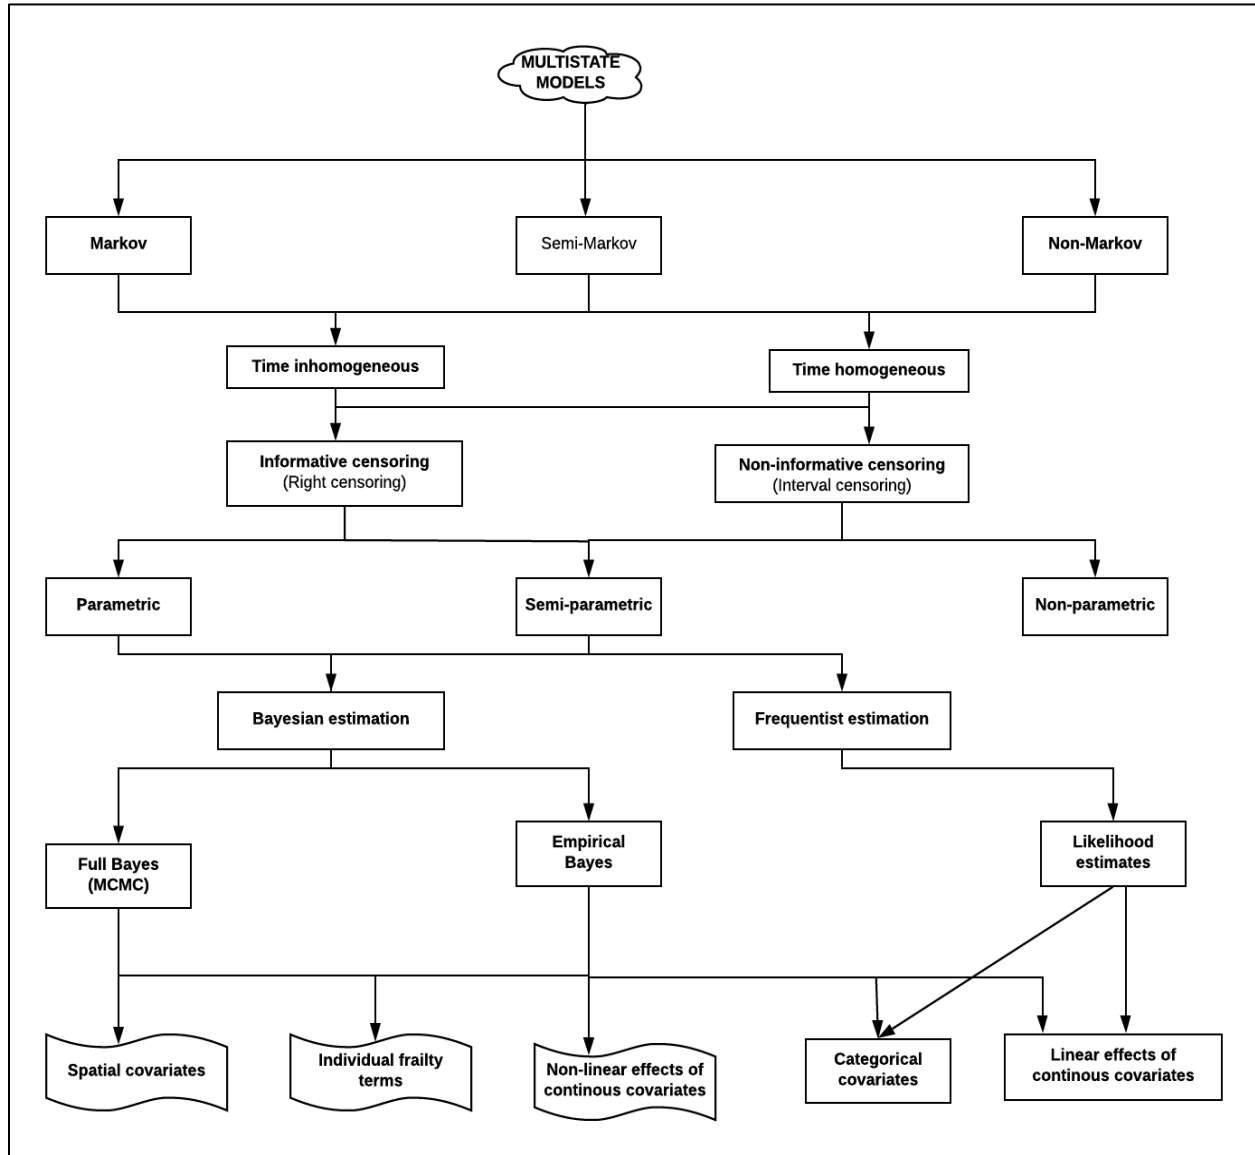 MULTISTATE
MODELS
Markov
Semi-Markov
Non-Markov
Time inhomogeneous
Time homogeneous
Informative censoring
(Right censoring)
Non-informative censoring
(Interval censoring)
Parametric
Semi-parametric
Non-parametric
Bayesian estimation
Frequentist estimation
Full Bayes
(MCMC)
Empirical
Bayes
Likelihood
estimates
Spatial covariates
Individual frailty
terms
Non-linear effects of
continous covariates
Categorical
covariates
Linear effects of
continous covariates